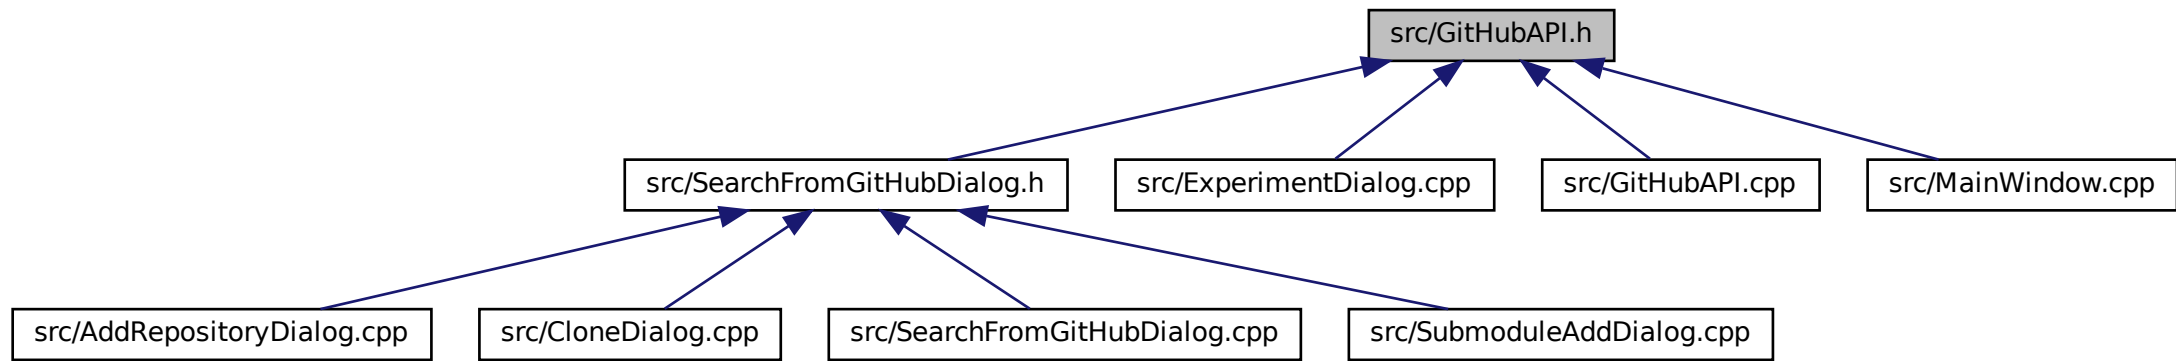 src/GitHubAPI.h
src/SearchFromGitHubDialog.h
src/ExperimentDialog.cpp
src/GitHubAPI.cpp
src/MainWindow.cpp
src/AddRepositoryDialog.cpp
src/CloneDialog.cpp
src/SearchFromGitHubDialog.cpp
src/SubmoduleAddDialog.cpp